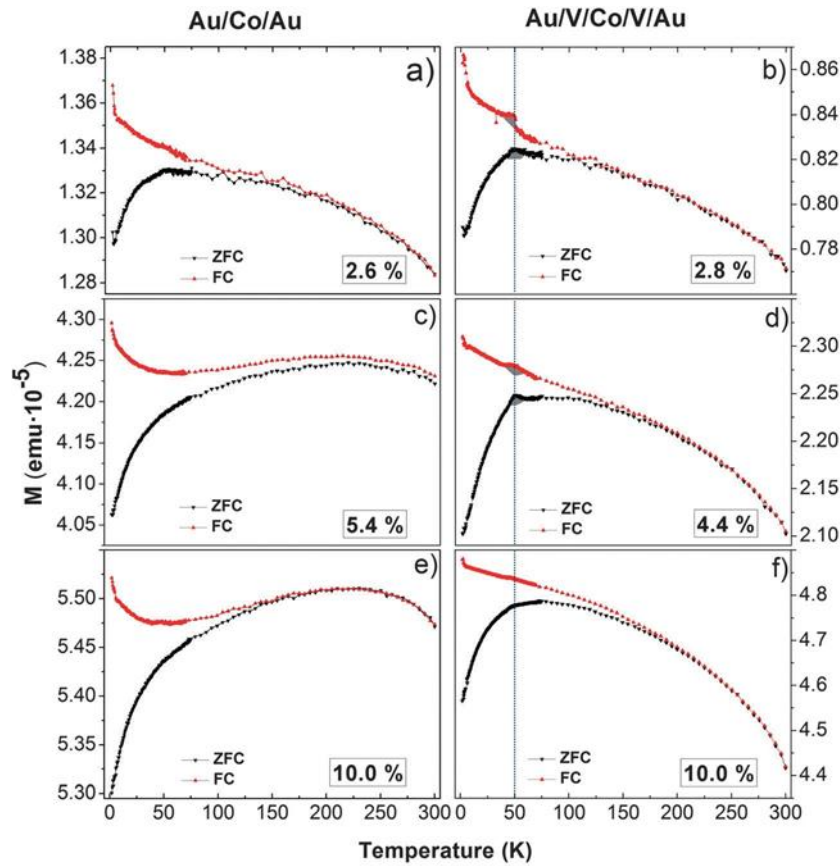 Au/Co/Au
Au/V/Co/V/Au
a)
1.38
1.36
1.34
1.32
1.30
1.28
ZFC
FC
2.6 %
b)
0.86
0.84
0.82
0.80
0.78
ZFC
FC
2.8 %
M (emu·10-5)
c)
4.30
4.25
4.20
4.15
4.10
4.05
ZFC
FC
5.4 %
d)
2.30
2.25
2.20
2.15
2.10
ZFC
FC
4.4 %
e)
5.50
5.45
5.40
5.35
5.30
ZFC
FC
10.0 %
f)
4.8
4.7
4.6
4.5
4.4
ZFC
FC
10.0 %
0 50 100 150 200 250 300
0 50 100 150 200 250 300
Temperature (K)